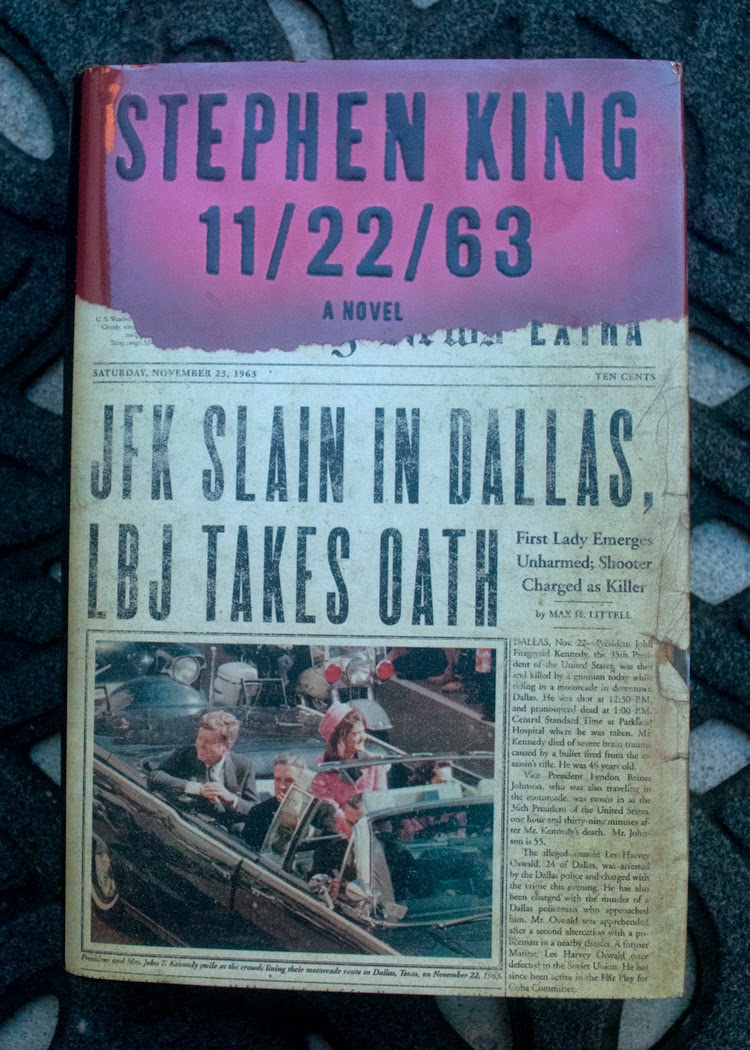 STEPHEN KING
11/22/63
A NOVEL
U. S. Weather
EXTRA
SATURDAY, NOVEMBER 23, 1963
TEN CENTS
JFK SLAIN IN DALLAS,
LBJ TAKES OATH
First Lady Emerges
Unharmed; Shooter
Charged as Killer
by MAX H. LITTELL
DALLAS, Nov. 22—President John
Fitzgerald Kennedy, the 35th Presi-
dent of the United States, was shot
and killed by a gunman today while
riding in a motorcade in downtown
Dallas. He was shot at 12:30 P.M.
and pronounced dead at 1:00 P.M.
Central Standard Time at Parkland
Hospital where he was taken. Mr.
Kennedy died of severe brain trauma
caused by a bullet fired from the as-
sassin's rifle. He was 46 years old.
Vice President Lyndon Baines
Johnson, who was also traveling in
the motorcade, was sworn in as the
36th President of the United States,
one hour and thirty-nine minutes af-
ter Mr. Kennedy's death. Mr. John-
son is 55.
The alleged assassin Lee Harvey
Oswald, 24 of Dallas, was arrested
by the Dallas police and charged with
the crime this evening. He has also
been charged with the murder of a
Dallas policeman who approached
him. Mr. Oswald was apprehended
after a second altercation with a po-
liceman in a nearby theater. A former
Marine, Lee Harvey Oswald once
defected to the Soviet Union. He has
since been active in the Fair Play for
Cuba Committee.
President and Mrs. John F. Kennedy smile at the crowds lining their motorcade route in Dallas, Texas, on November 22, 1963.